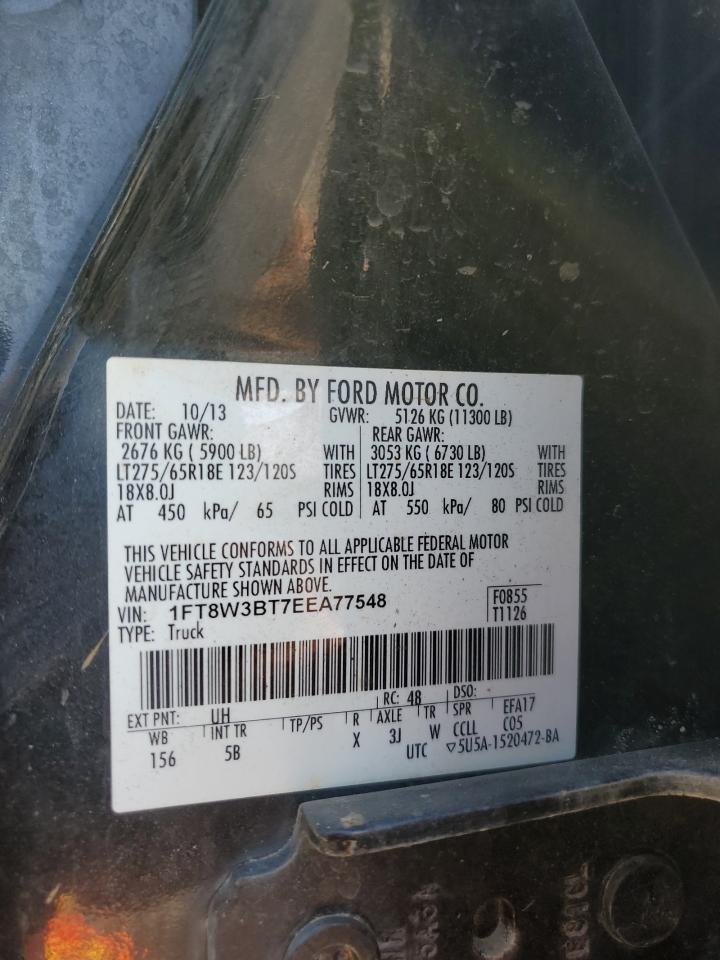 MFD. BY FORD MOTOR CO.
DATE: 10/13 GVWR: 5126 KG (11300 LB)
FRONT GAWR: REAR GAWR:
2676 KG ( 5900 LB) WITH 3053 KG ( 6730 LB) WITH
LT275/65R18E 123/120S TIRES LT275/65R18E 123/120S TIRES
18X8.0J RIMS 18X8.0J RIMS
AT 450 kPa/ 65 PSI COLD AT 550 kPa/ 80 PSI COLD
THIS VEHICLE CONFORMS TO ALL APPLICABLE FEDERAL MOTOR
VEHICLE SAFETY STANDARDS IN EFFECT ON THE DATE OF
MANUFACTURE SHOWN ABOVE.
VIN: 1FT8W3BT7EEA77548 F0855
TYPE: Truck T1126
EXT PNT: UH RC: 48 DSO:
WB INT TR TP/PS R AXLE TR SPR EFA17
156 5B X 3J W CCLL C05
UTC ▽5U5A-1520472-BA